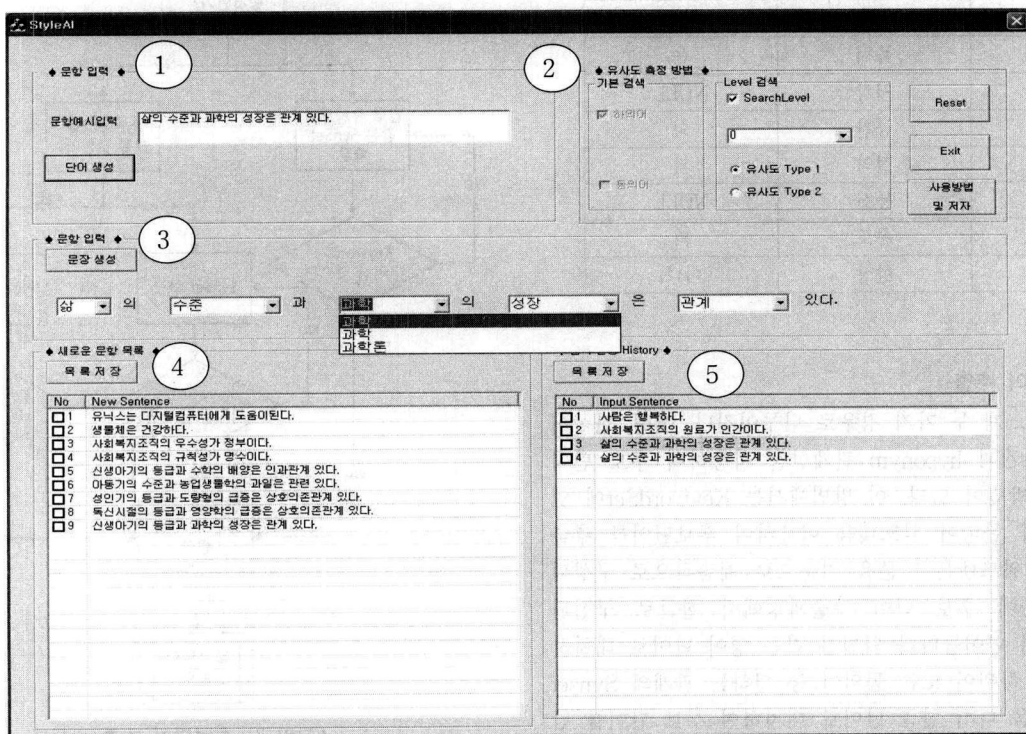 StyleAI
◆ 문항 입력 ◆
1
문항예시입력
삶의 수준과 과학의 성장은 관계 있다.
단어 생성
2
◆ 유사도 측정 방법 ◆
기본 검색
하의어
동의어
Level 검색
SearchLevel
0
유사도 Type 1
유사도 Type 2
Reset
Exit
사용방법
및 저자
◆ 문항 입력 ◆
3
문장 생성
삶 의 수준 과 과학 의 성장 은 관계 있다.
과학
과학
과학론
◆ 새로운 문항 목록 ◆
4
목록저장
No New Sentence
1 유닉스는 디지털컴퓨터에게 도움이된다.
2 생물체은 건강하다.
3 사회복지조직의 우수성가 정부이다.
4 사회복지조직의 규칙성가 명수이다.
5 신생아기의 등급과 수학의 배양은 인과관계 있다.
6 아동기의 수준과 농업생물학의 과일은 관련 있다.
7 성인기의 등급과 도량형의 급증은 상호의존관계 있다.
8 독신시절의 등급과 영양학의 급증은 상호의존관계 있다.
9 신생아기의 등급과 과학의 성장은 관계 있다.
History ◆
5
목록저장
No Input Sentence
1 사람은 행복하다.
2 사회복지조직의 원료가 인간이다.
3 삶의 수준과 과학의 성장은 관계 있다.
4 삶의 수준과 과학의 성장은 관계 있다.